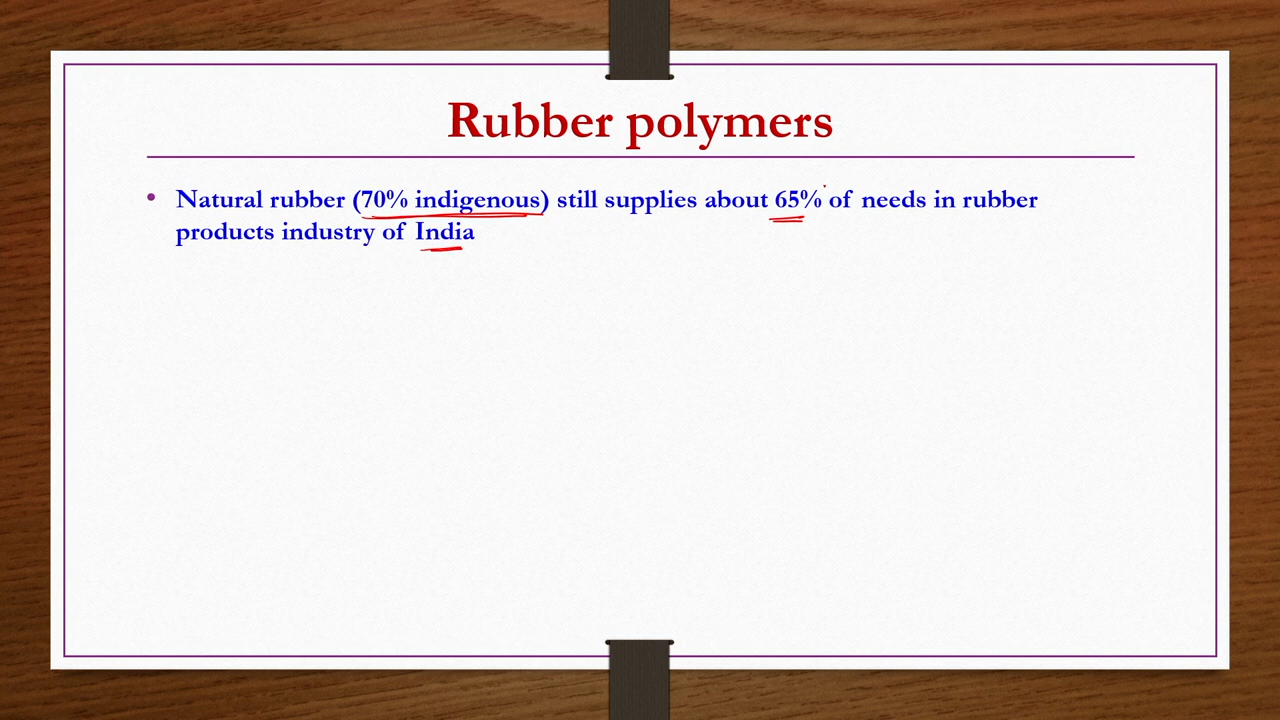 Rubber polymers
• Natural rubber (70% indigenous) still supplies about 65% of needs in rubber
products industry of India